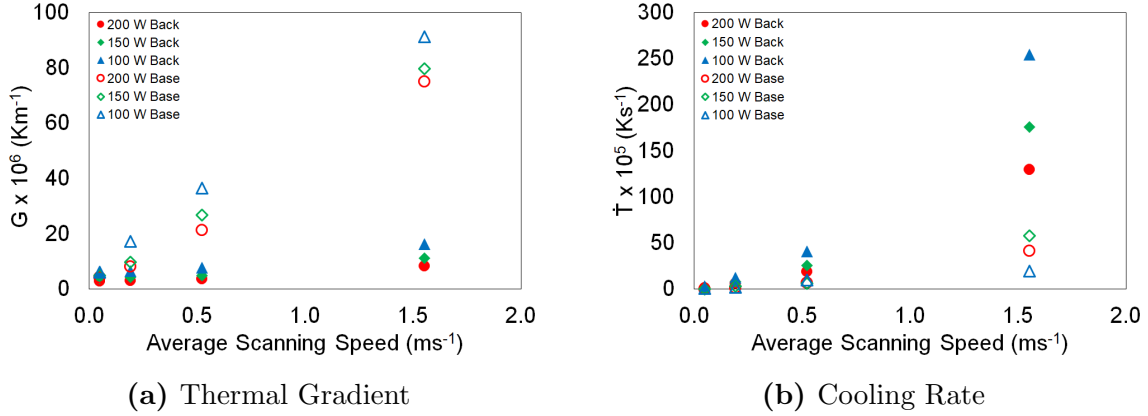 100
80
60
40
20
0
G x 10⁶ (Km⁻¹)
200 W Back
150 W Back
100 W Back
200 W Base
150 W Base
100 W Base
0.0 0.5 1.0 1.5 2.0
Average Scanning Speed (ms⁻¹)
(a) Thermal Gradient
300
250
200
150
100
50
0
Ṫ x 10⁵ (Ks⁻¹)
200 W Back
150 W Back
100 W Back
200 W Base
150 W Base
100 W Base
0.0 0.5 1.0 1.5 2.0
Average Scanning Speed (ms⁻¹)
(b) Cooling Rate